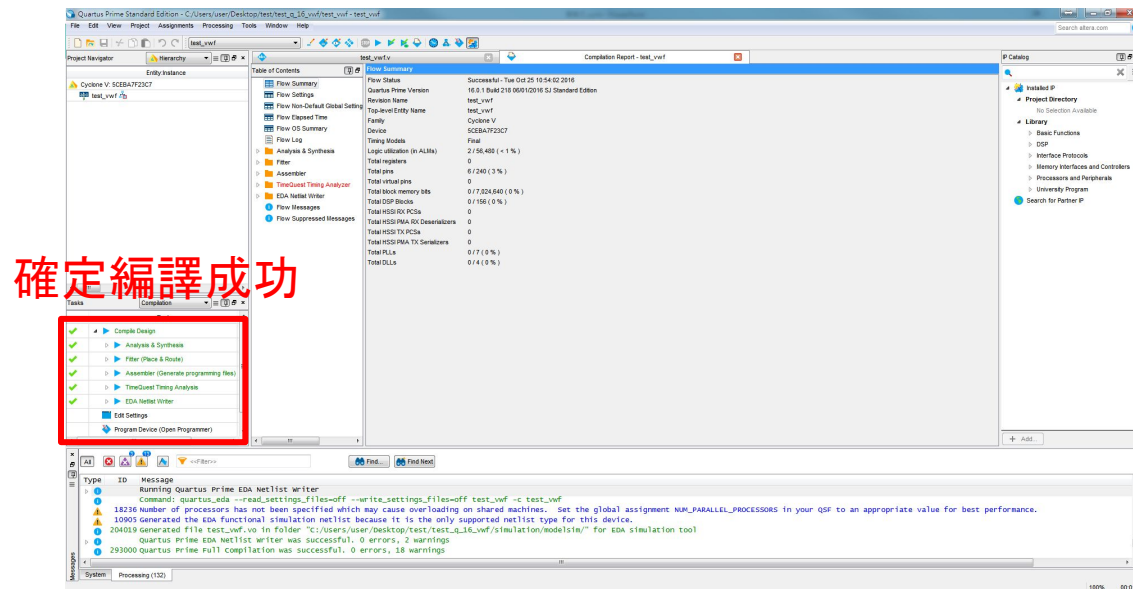 Quartus Prime Standard Edition - C:/Users/user/Desktop/test/test_q_16_vwf/test_vwf - test_vwf
File Edit View Project Assignments Processing Tools Window Help
Search altera.com
test_vwf
Project Navigator Hierarchy
Entity:Instance
Cyclone V: 5CEBA7F23C7
test_vwf
test_vwf.v
Compilation Report - test_vwf
Table of Contents
Flow Summary
Flow Settings
Flow Non-Default Global Setting
Flow Elapsed Time
Flow OS Summary
Flow Log
Analysis & Synthesis
Fitter
Assembler
TimeQuest Timing Analyzer
EDA Netlist Writer
Flow Messages
Flow Suppressed Messages
Flow Summary
Flow Status Successful - Tue Oct 25 10:54:02 2016
Quartus Prime Version 16.0.1 Build 218 06/01/2016 SJ Standard Edition
Revision Name test_vwf
Top-level Entity Name test_vwf
Family Cyclone V
Device 5CEBA7F23C7
Timing Models Final
Logic utilization (in ALMs) 2 / 56,480 ( < 1 % )
Total registers 0
Total pins 6 / 240 ( 3 % )
Total virtual pins 0
Total block memory bits 0 / 7,024,640 ( 0 % )
Total DSP Blocks 0 / 156 ( 0 % )
Total HSSI RX PCSs 0
Total HSSI PMA RX Deserializers 0
Total HSSI TX PCSs 0
Total HSSI PMA TX Serializers 0
Total PLLs 0 / 7 ( 0 % )
Total DLLs 0 / 4 ( 0 % )
IP Catalog
Installed IP
Project Directory
No Selection Available
Library
Basic Functions
DSP
Interface Protocols
Memory Interfaces and Controllers
Processors and Peripherals
University Program
Search for Partner IP
+ Add...
確定編譯成功
Tasks Compilation
Compile Design
Analysis & Synthesis
Fitter (Place & Route)
Assembler (Generate programming files)
TimeQuest Timing Analysis
EDA Netlist Writer
Edit Settings
Program Device (Open Programmer)
All <<Filter>> Find... Find Next
Type ID Message
Running Quartus Prime EDA Netlist Writer
Command: quartus_eda --read_settings_files=off --write_settings_files=off test_vwf -c test_vwf
18236 Number of processors has not been specified which may cause overloading on shared machines. Set the global assignment NUM_PARALLEL_PROCESSORS in your QSF to an appropriate value for best performance.
10905 Generated the EDA functional simulation netlist because it is the only supported netlist type for this device.
204019 Generated file test_vwf.vo in folder "C:/Users/user/Desktop/test/test_q_16_vwf/simulation/modelsim/" for EDA simulation tool
Quartus Prime EDA Netlist Writer was successful. 0 errors, 2 warnings
293000 Quartus Prime Full Compilation was successful. 0 errors, 18 warnings
Messages
System Processing (132)
100% 00:0